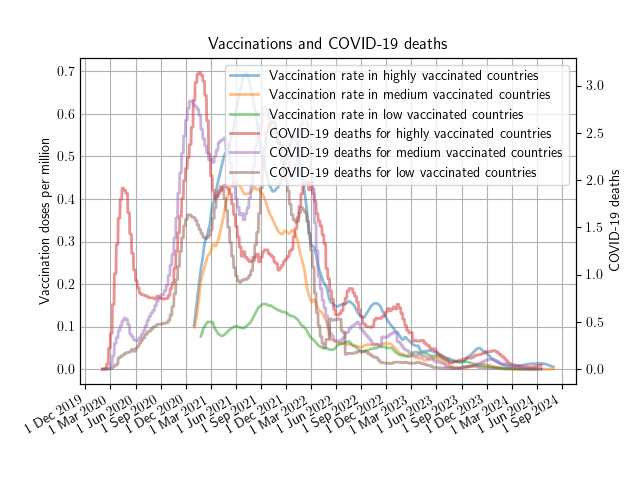 Vaccinations and COVID-19 deaths
Vaccination rate in highly vaccinated countries
Vaccination rate in medium vaccinated countries
Vaccination rate in low vaccinated countries
COVID-19 deaths for highly vaccinated countries
COVID-19 deaths for medium vaccinated countries
COVID-19 deaths for low vaccinated countries
Vaccination doses per million
0.7
0.6
0.5
0.4
0.3
0.2
0.1
0.0
COVID-19 deaths
3.0
2.5
2.0
1.5
1.0
0.5
0.0
1 Dec 2019
1 Mar 2020
1 Jun 2020
1 Sep 2020
1 Dec 2020
1 Mar 2021
1 Jun 2021
1 Sep 2021
1 Dec 2021
1 Mar 2022
1 Jun 2022
1 Sep 2022
1 Dec 2022
1 Mar 2023
1 Jun 2023
1 Sep 2023
1 Dec 2023
1 Mar 2024
1 Jun 2024
1 Sep 2024